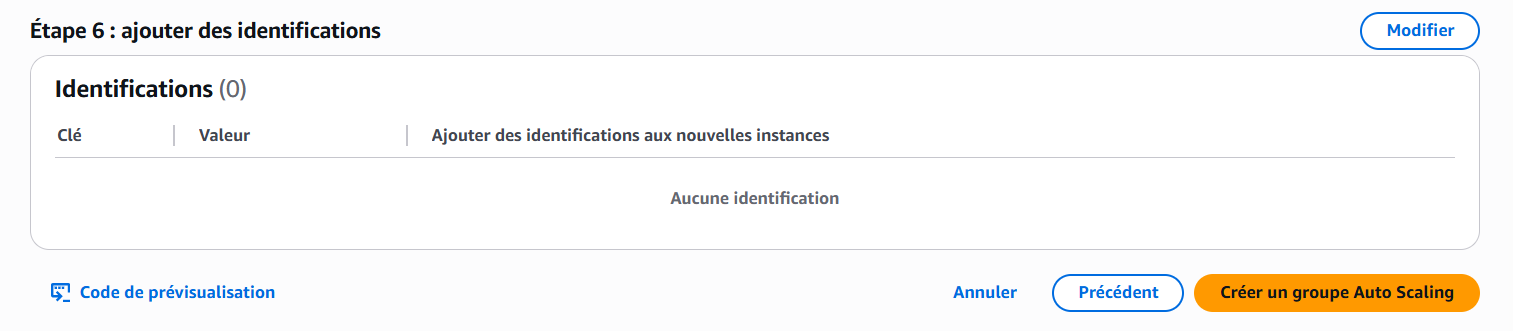 Étape 6 : ajouter des identifications
Modifier
Identifications (0)
Clé
Valeur
Ajouter des identifications aux nouvelles instances
Aucune identification
Code de prévisualisation
Annuler
Précédent
Créer un groupe Auto Scaling